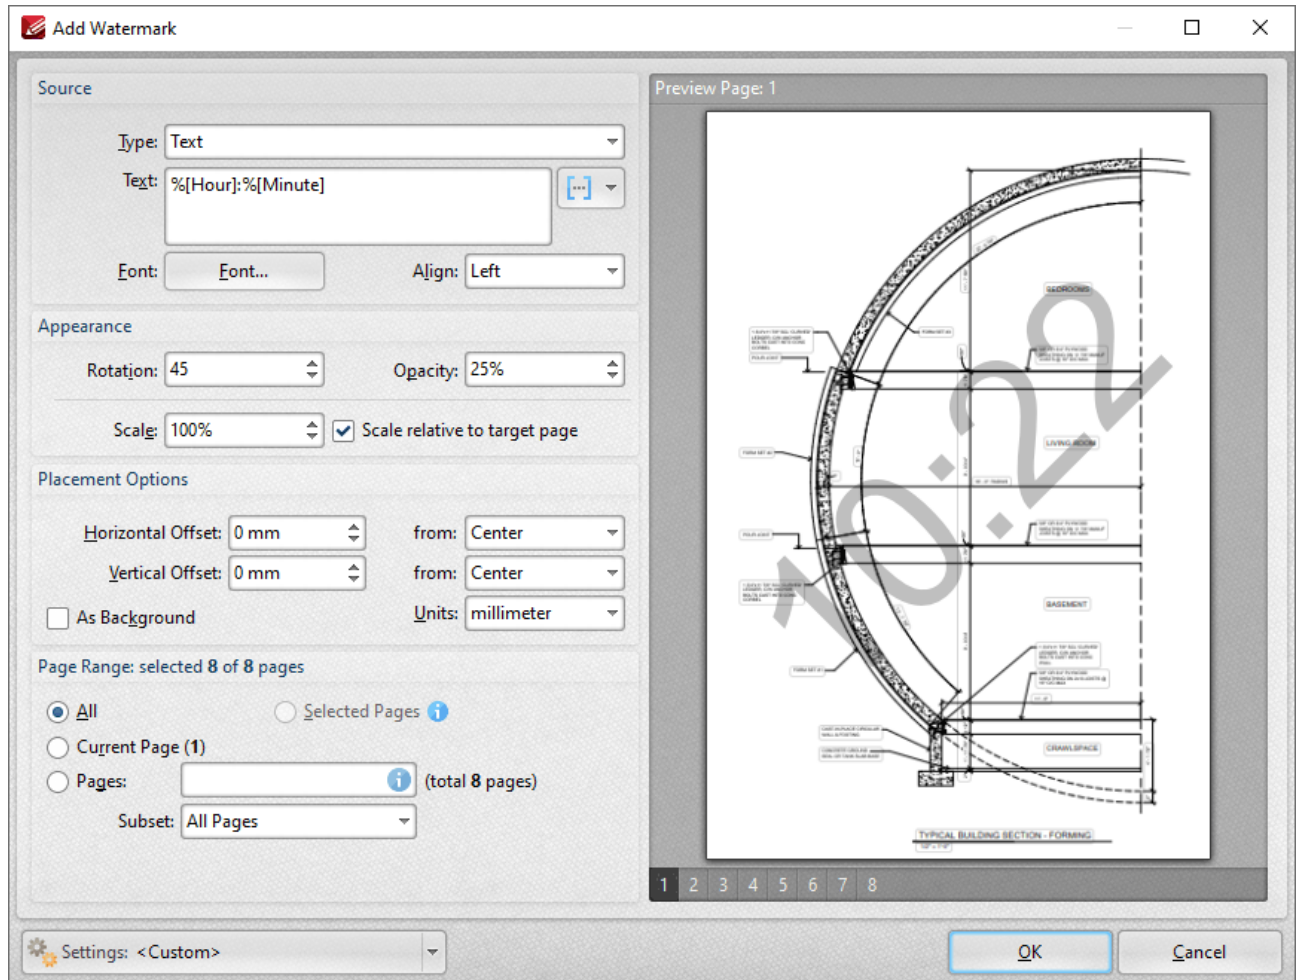 Add Watermark
Source
Type: Text
Text: %[Hour]:%[Minute]
Font: Font... Align: Left
Appearance
Rotation: 45 Opacity: 25%
Scale: 100% Scale relative to target page
Placement Options
Horizontal Offset: 0 mm from: Center
Vertical Offset: 0 mm from: Center
As Background Units: millimeter
Page Range: selected 8 of 8 pages
All Selected Pages
Current Page (1)
Pages: (total 8 pages)
Subset: All Pages
Preview Page: 1
BEDROOMS
LIVING ROOM
10:22
BASEMENT
CRAWLSPACE
TYPICAL BUILDING SECTION - FORMING
1 2 3 4 5 6 7 8
Settings: <Custom>
OK Cancel